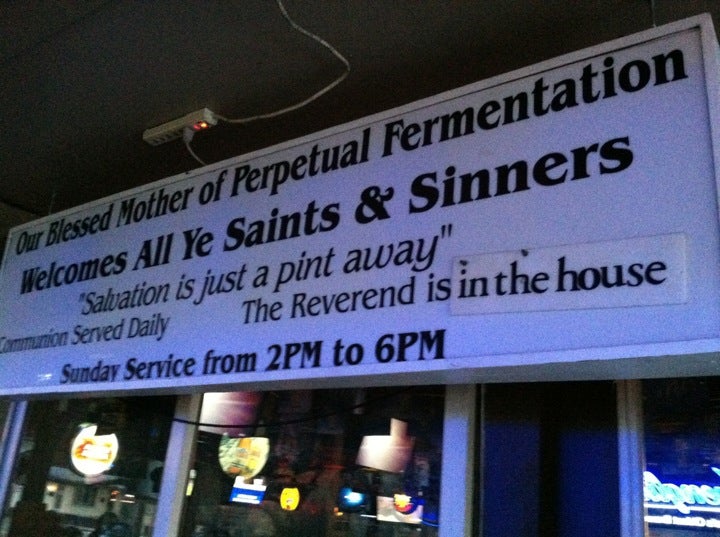 Our Blessed Mother of Perpetual Fermentation
Welcomes All Ye Saints & Sinners
"Salvation is just a pint away"
Communion Served Daily The Reverend is in the house
Sunday Service from 2PM to 6PM